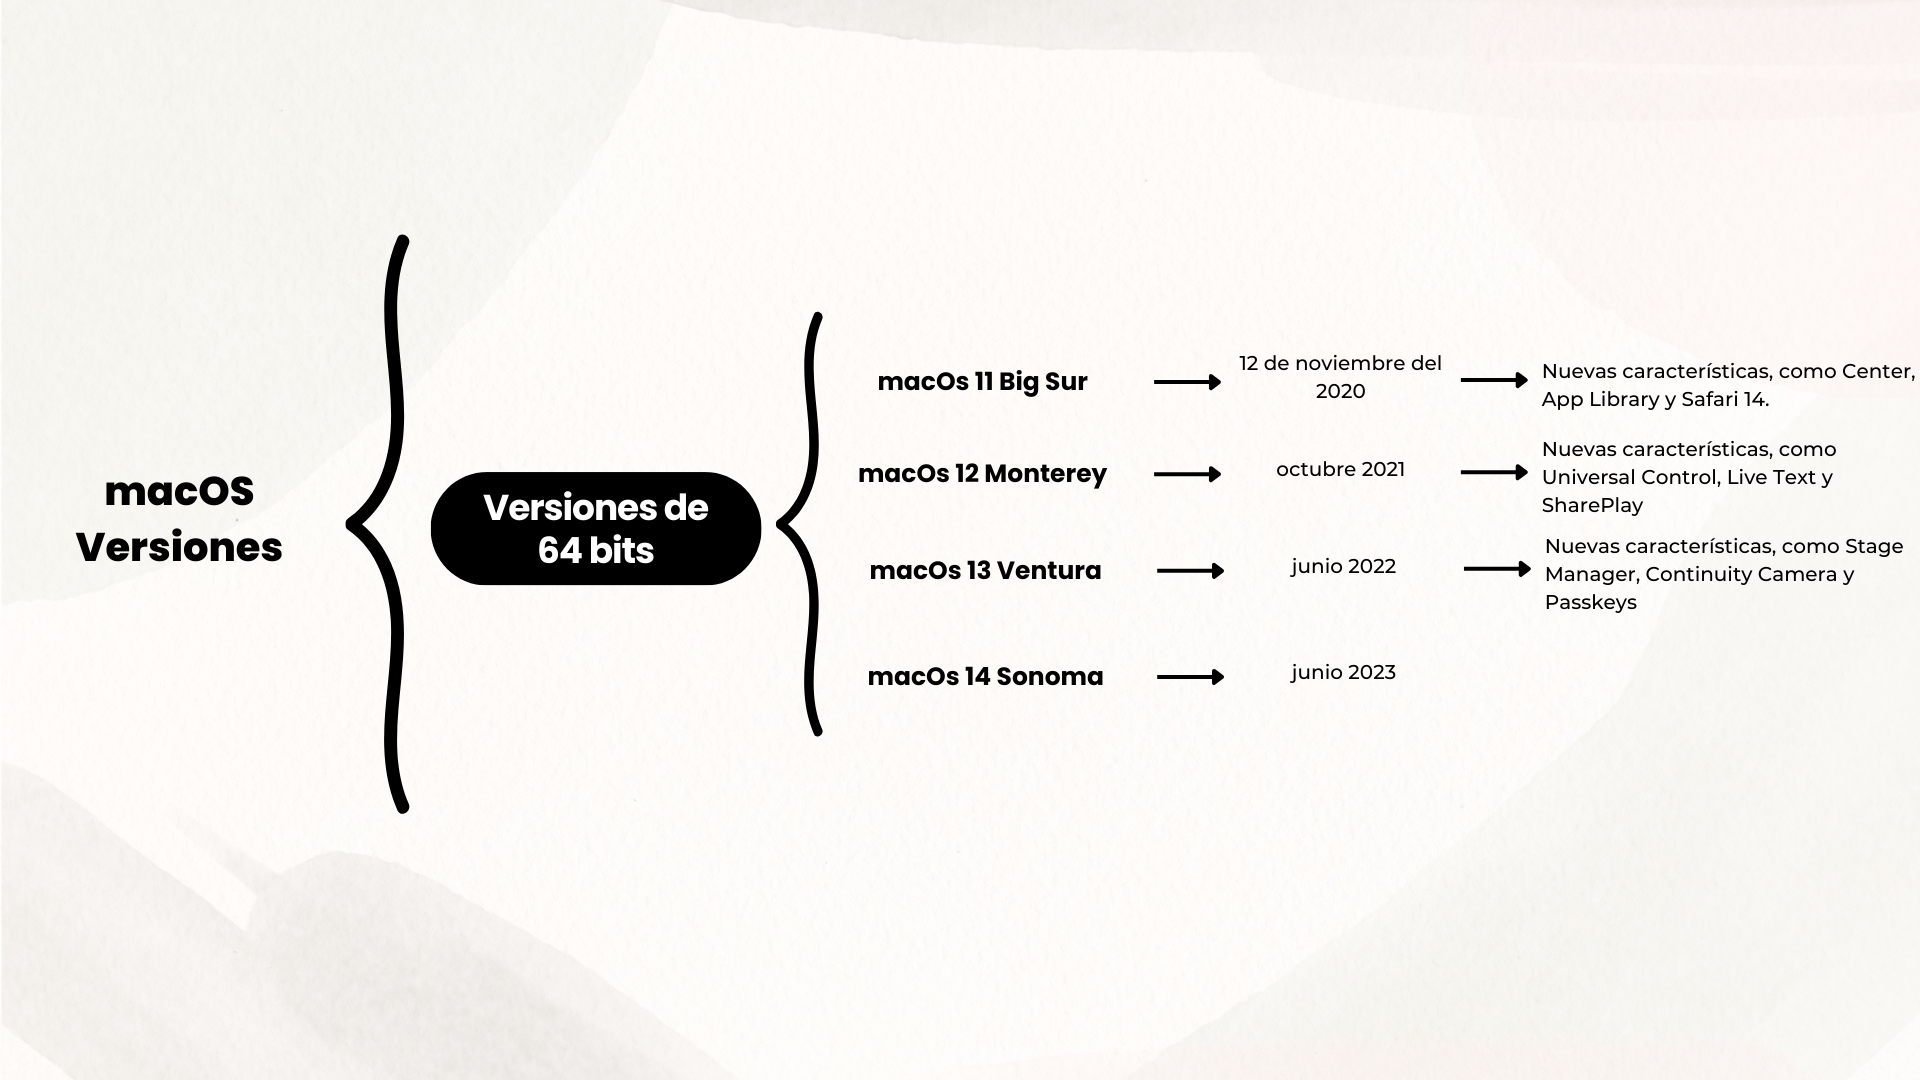 macOS
Versiones
Versiones de
64 bits
macOs 11 Big Sur
12 de noviembre del
2020
Nuevas características, como Center,
App Library y Safari 14.
macOs 12 Monterey
octubre 2021
Nuevas características, como
Universal Control, Live Text y
SharePlay
macOs 13 Ventura
junio 2022
Nuevas características, como Stage
Manager, Continuity Camera y
Passkeys
macOs 14 Sonoma
junio 2023